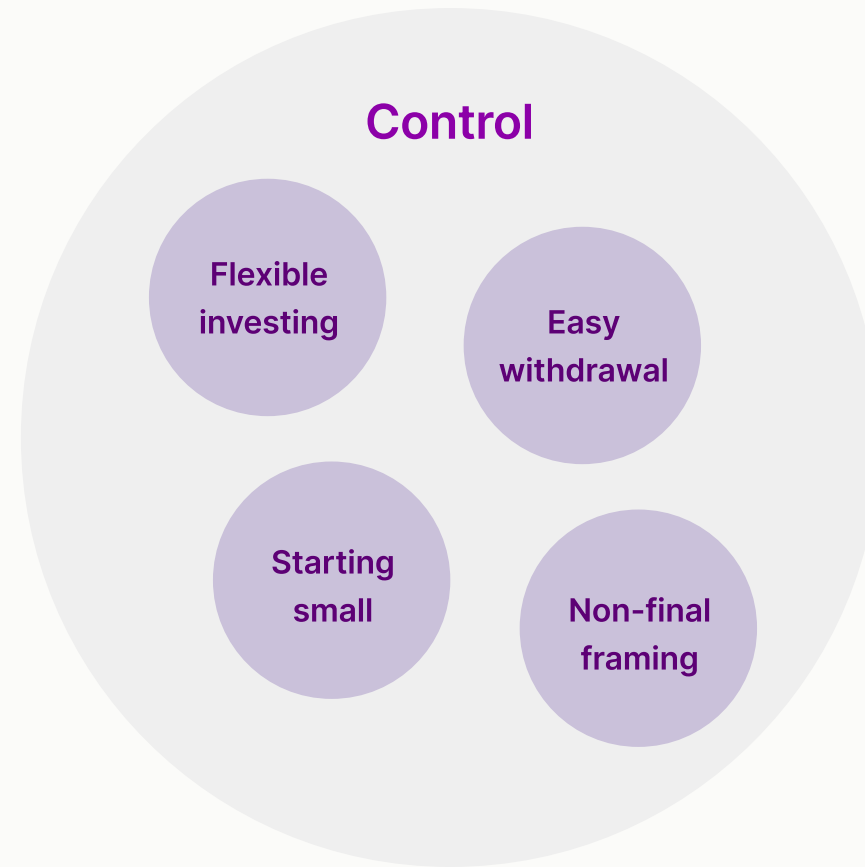 Control
Flexible
investing
Easy
withdrawal
Starting
small
Non-final
framing